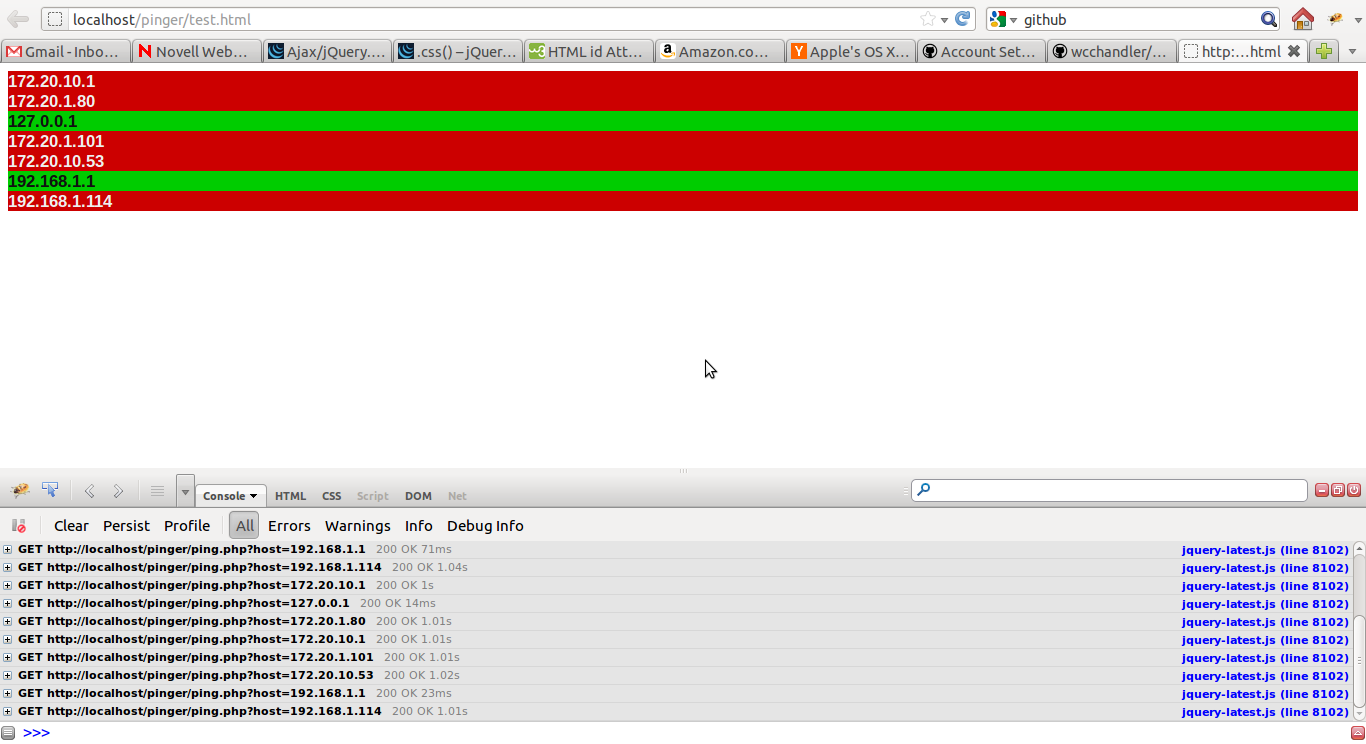 localhost/pinger/test.html
github
Gmail - Inbo...
Novell Web...
Ajax/jQuery....
.css() – jQuer...
HTML id Att...
Amazon.co...
Apple's OS X...
Account Set...
wcchandler/...
http:...html
172.20.10.1
172.20.1.80
127.0.0.1
172.20.1.101
172.20.10.53
192.168.1.1
192.168.1.114
Console HTML CSS Script DOM Net
Clear Persist Profile All Errors Warnings Info Debug Info
GET http://localhost/pinger/ping.php?host=192.168.1.1 200 OK 71ms jquery-latest.js (line 8102)
GET http://localhost/pinger/ping.php?host=192.168.1.114 200 OK 1.04s jquery-latest.js (line 8102)
GET http://localhost/pinger/ping.php?host=172.20.10.1 200 OK 1s jquery-latest.js (line 8102)
GET http://localhost/pinger/ping.php?host=127.0.0.1 200 OK 14ms jquery-latest.js (line 8102)
GET http://localhost/pinger/ping.php?host=172.20.1.80 200 OK 1.01s jquery-latest.js (line 8102)
GET http://localhost/pinger/ping.php?host=172.20.10.1 200 OK 1.01s jquery-latest.js (line 8102)
GET http://localhost/pinger/ping.php?host=172.20.1.101 200 OK 1.01s jquery-latest.js (line 8102)
GET http://localhost/pinger/ping.php?host=172.20.10.53 200 OK 1.02s jquery-latest.js (line 8102)
GET http://localhost/pinger/ping.php?host=192.168.1.1 200 OK 23ms jquery-latest.js (line 8102)
GET http://localhost/pinger/ping.php?host=192.168.1.114 200 OK 1.01s jquery-latest.js (line 8102)
>>>